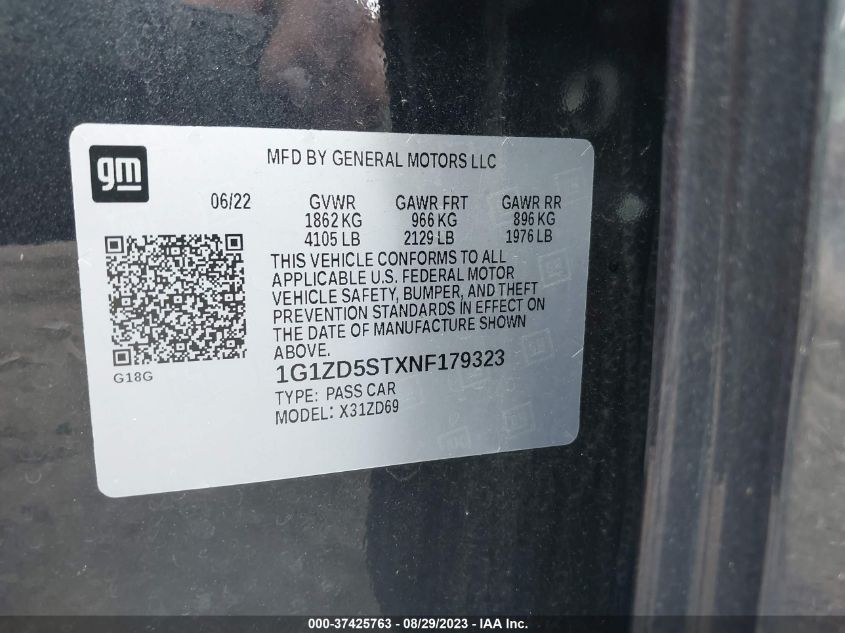 gm
MFD BY GENERAL MOTORS LLC
06/22 GVWR GAWR FRT GAWR RR
1862 KG 966 KG 896 KG
4105 LB 2129 LB 1976 LB
THIS VEHICLE CONFORMS TO ALL
APPLICABLE U.S. FEDERAL MOTOR
VEHICLE SAFETY, BUMPER, AND THEFT
PREVENTION STANDARDS IN EFFECT ON
THE DATE OF MANUFACTURE SHOWN
ABOVE.
G18G
1G1ZD5STXNF179323
TYPE: PASS CAR
MODEL: X31ZD69
000-37425763 - 08/29/2023 - IAA Inc.